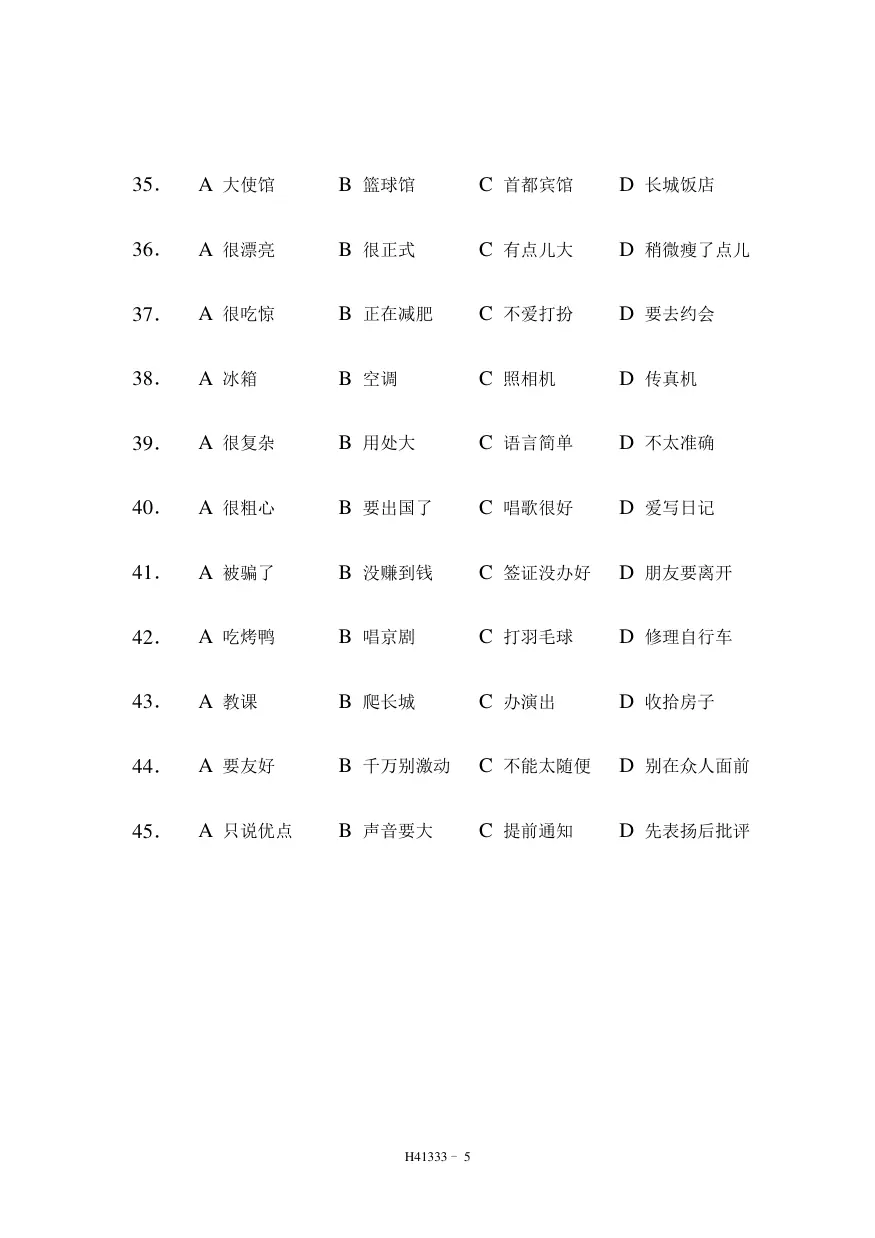 35． A 大使馆 B 篮球馆 C 首都宾馆 D 长城饭店
36． A 很漂亮 B 很正式 C 有点儿大 D 稍微瘦了点儿
37． A 很吃惊 B 正在减肥 C 不爱打扮 D 要去约会
38． A 冰箱 B 空调 C 照相机 D 传真机
39． A 很复杂 B 用处大 C 语言简单 D 不太准确
40． A 很粗心 B 要出国了 C 唱歌很好 D 爱写日记
41． A 被骗了 B 没赚到钱 C 签证没办好 D 朋友要离开
42． A 吃烤鸭 B 唱京剧 C 打羽毛球 D 修理自行车
43． A 教课 B 爬长城 C 办演出 D 收拾房子
44． A 要友好 B 千万别激动 C 不能太随便 D 别在众人面前
45． A 只说优点 B 声音要大 C 提前通知 D 先表扬后批评
H41333－ 5